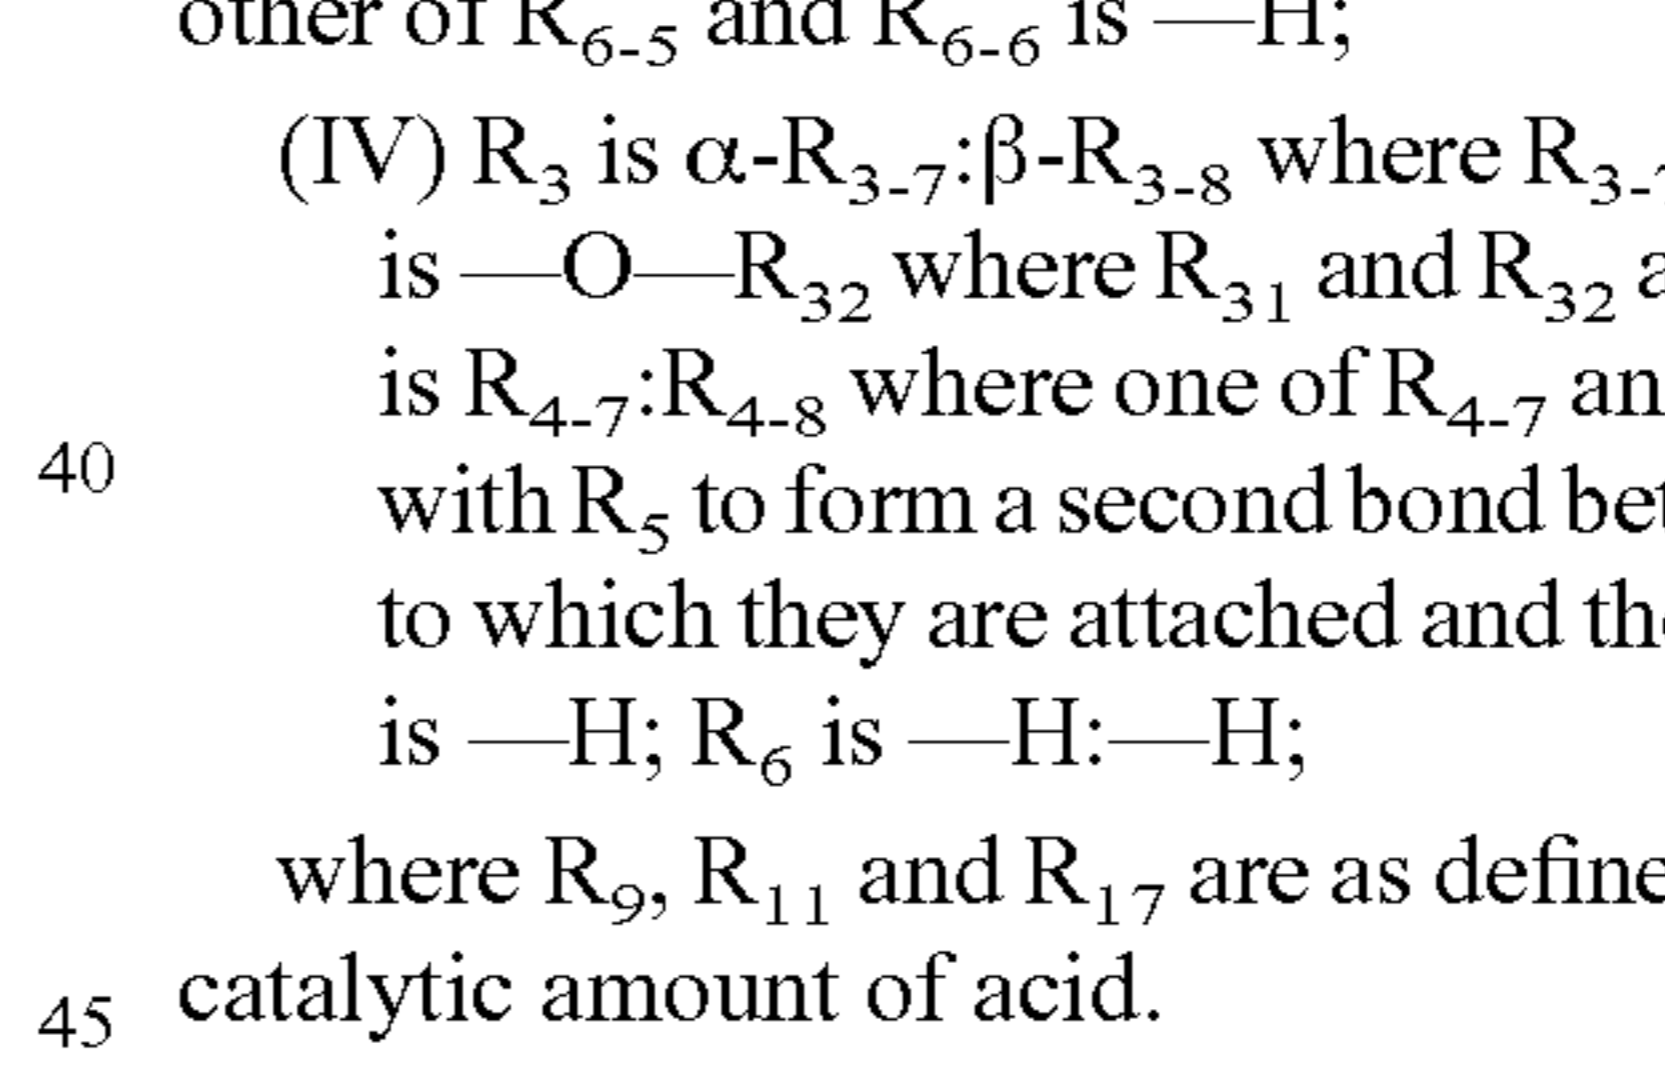 other of R₆₋₅ and R₆₋₆ is —H;
(IV) R₃ is α-R₃₋₇:β-R₃₋₈ where
is —O—R₃₂ where R₃₁ and R₃₂
is R₄₋₇:R₄₋₈ where one of R₄₋₇
40
with R₅ to form a second bond
to which they are attached and
is —H; R₆ is —H:—H;
where R₉, R₁₁ and R₁₇ are as
45 catalytic amount of acid.